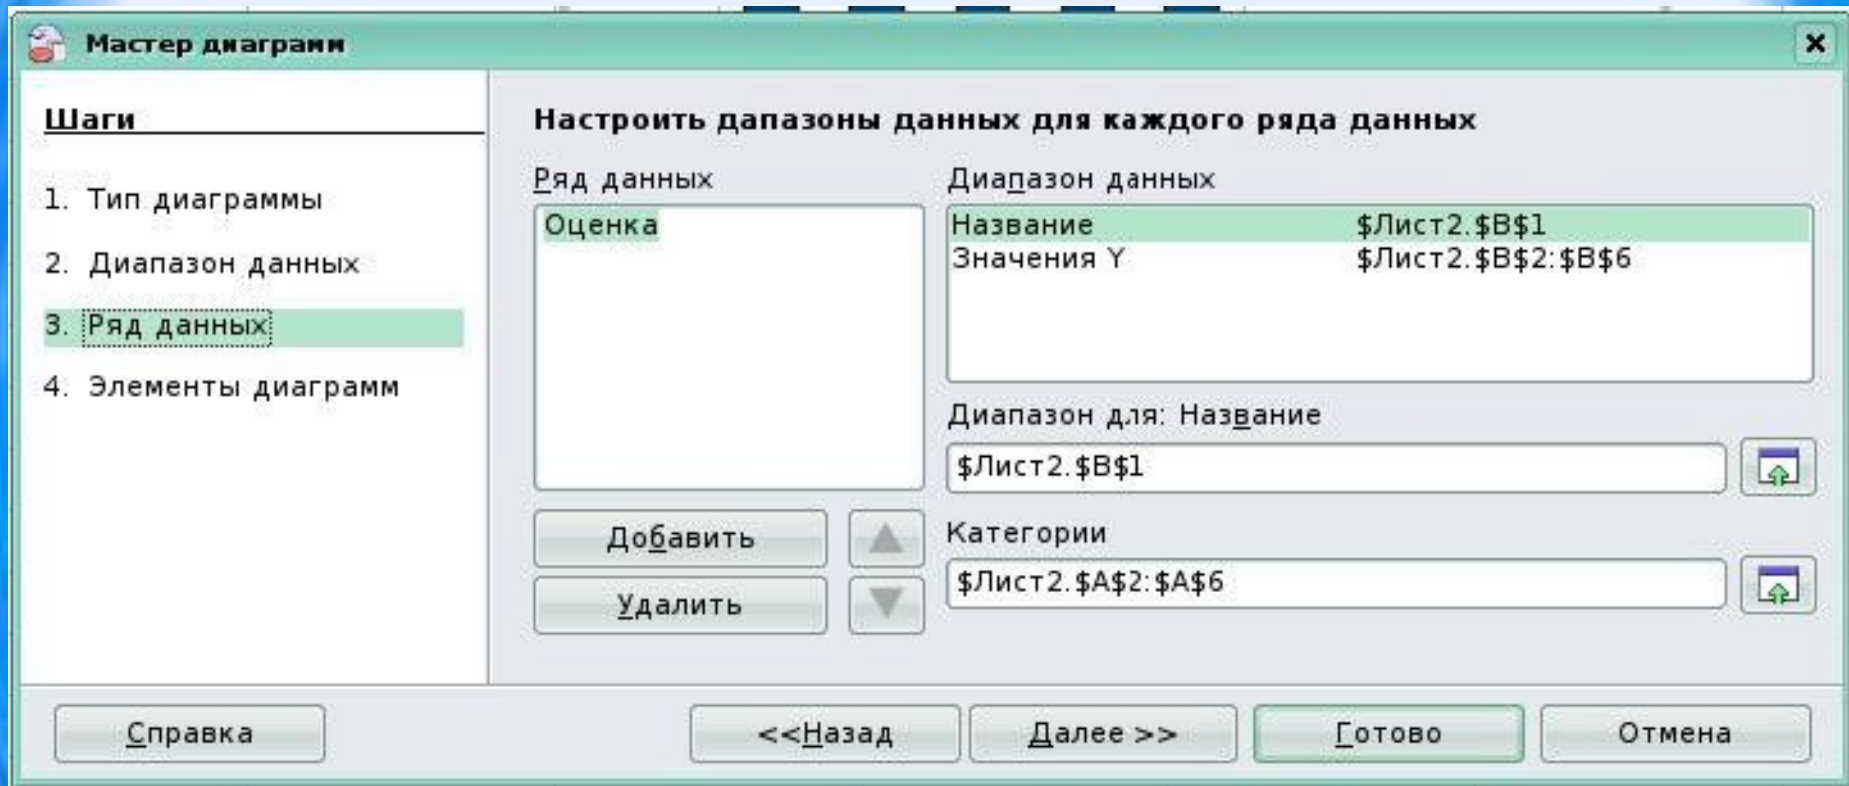 Мастер диаграмм
Шаги
1. Тип диаграммы
2. Диапазон данных
3. Ряд данных
4. Элементы диаграмм
Настроить дапазоны данных для каждого ряда данных
Ряд данных
Оценка
Добавить
Удалить
Диапазон данных
Название $Лист2.$B$1
Значения Y $Лист2.$B$2:$B$6
Диапазон для: Название
$Лист2.$B$1
Категории
$Лист2.$A$2:$A$6
Справка
<<Назад
Далее >>
Готово
Отмена